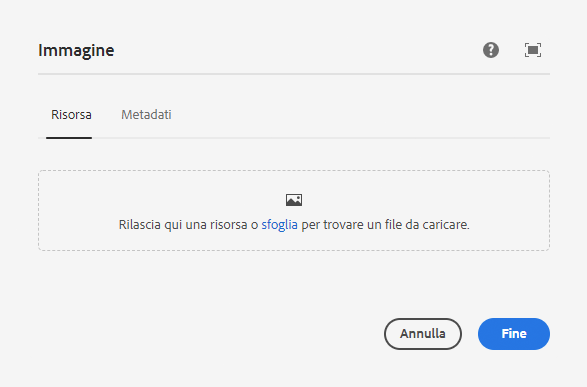 Immagine
Risorsa Metadati
Rilascia qui una risorsa o sfoglia per trovare un file da caricare.
Annulla Fine